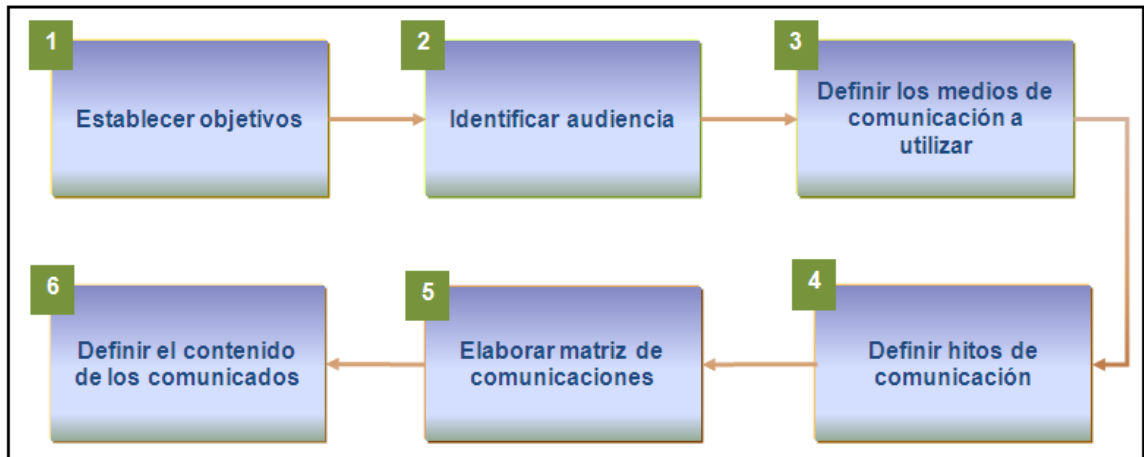 1
Establecer objetivos
2
Identificar audiencia
3
Definir los medios de
comunicación a
utilizar
4
Definir hitos de
comunicación
5
Elaborar matriz de
comunicaciones
6
Definir el contenido
de los comunicados